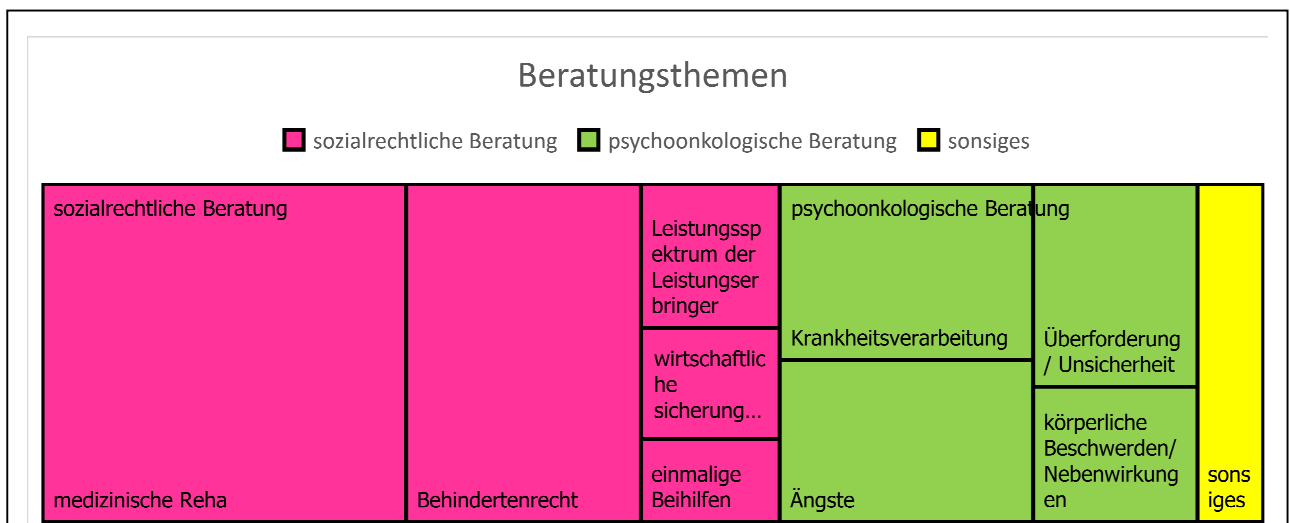 Beratungsthemen
sozialrechtliche Beratung psychoonkologische Beratung sonsiges
sozialrechtliche Beratung
medizinische Reha
Behindertenrecht
Leistungssp
ektrum der
Leistungser
bringer
wirtschaftlic
he
sicherung...
einmalige
Beihilfen
psychoonkologische Beratung
Krankheitsverarbeitung
Ängste
Überforderung
/ Unsicherheit
körperliche
Beschwerden/
Nebenwirkung
en
sons
iges